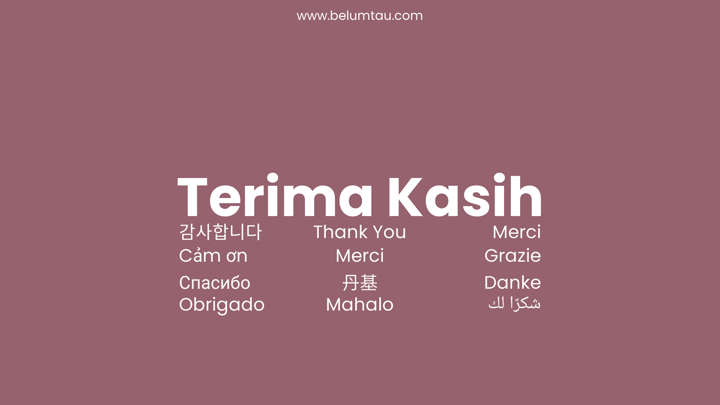 www.belumtau.com
Terima Kasih
감사합니다 Thank You Merci
Cảm ơn Merci Grazie
Спасибо 丹基 Danke
Obrigado Mahalo شكرًا لك